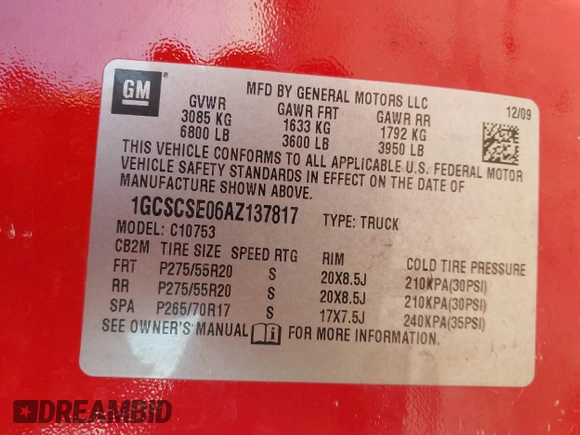 GM
MFD BY GENERAL MOTORS LLC
12/09
GVWR GAWR FRT GAWR RR
3085 KG 1633 KG 1792 KG
6800 LB 3600 LB 3950 LB
THIS VEHICLE CONFORMS TO ALL APPLICABLE U.S. FEDERAL MOTOR
VEHICLE SAFETY STANDARDS IN EFFECT ON THE DATE OF
MANUFACTURE SHOWN ABOVE.
1GCSCSE06AZ137817 TYPE: TRUCK
MODEL: C10753
CB2M TIRE SIZE SPEED RTG RIM COLD TIRE PRESSURE
FRT P275/55R20 S 20X8.5J 210KPA(30PSI)
RR P275/55R20 S 20X8.5J 210KPA(30PSI)
SPA P265/70R17 S 17X7.5J 240KPA(35PSI)
SEE OWNER'S MANUAL FOR MORE INFORMATION.
DREAMBID